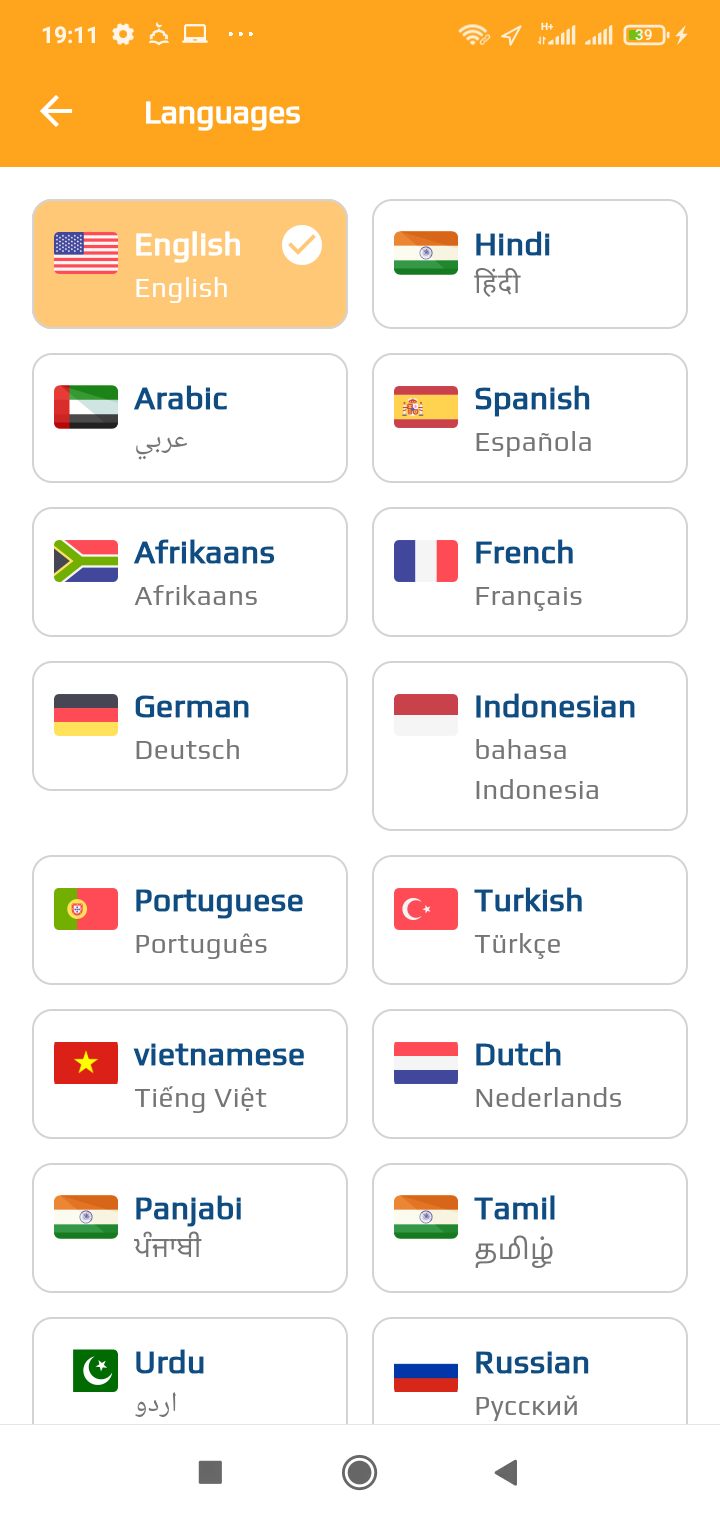 19:11
H+
39
Languages
English
English
Hindi
हिंदी
Arabic
عربي
Spanish
Española
Afrikaans
Afrikaans
French
Français
German
Deutsch
Indonesian
bahasa
Indonesia
Portuguese
Português
Turkish
Türkçe
vietnamese
Tiếng Việt
Dutch
Nederlands
Panjabi
ਪੰਜਾਬੀ
Tamil
தமிழ்
Urdu
اردو
Russian
Русский